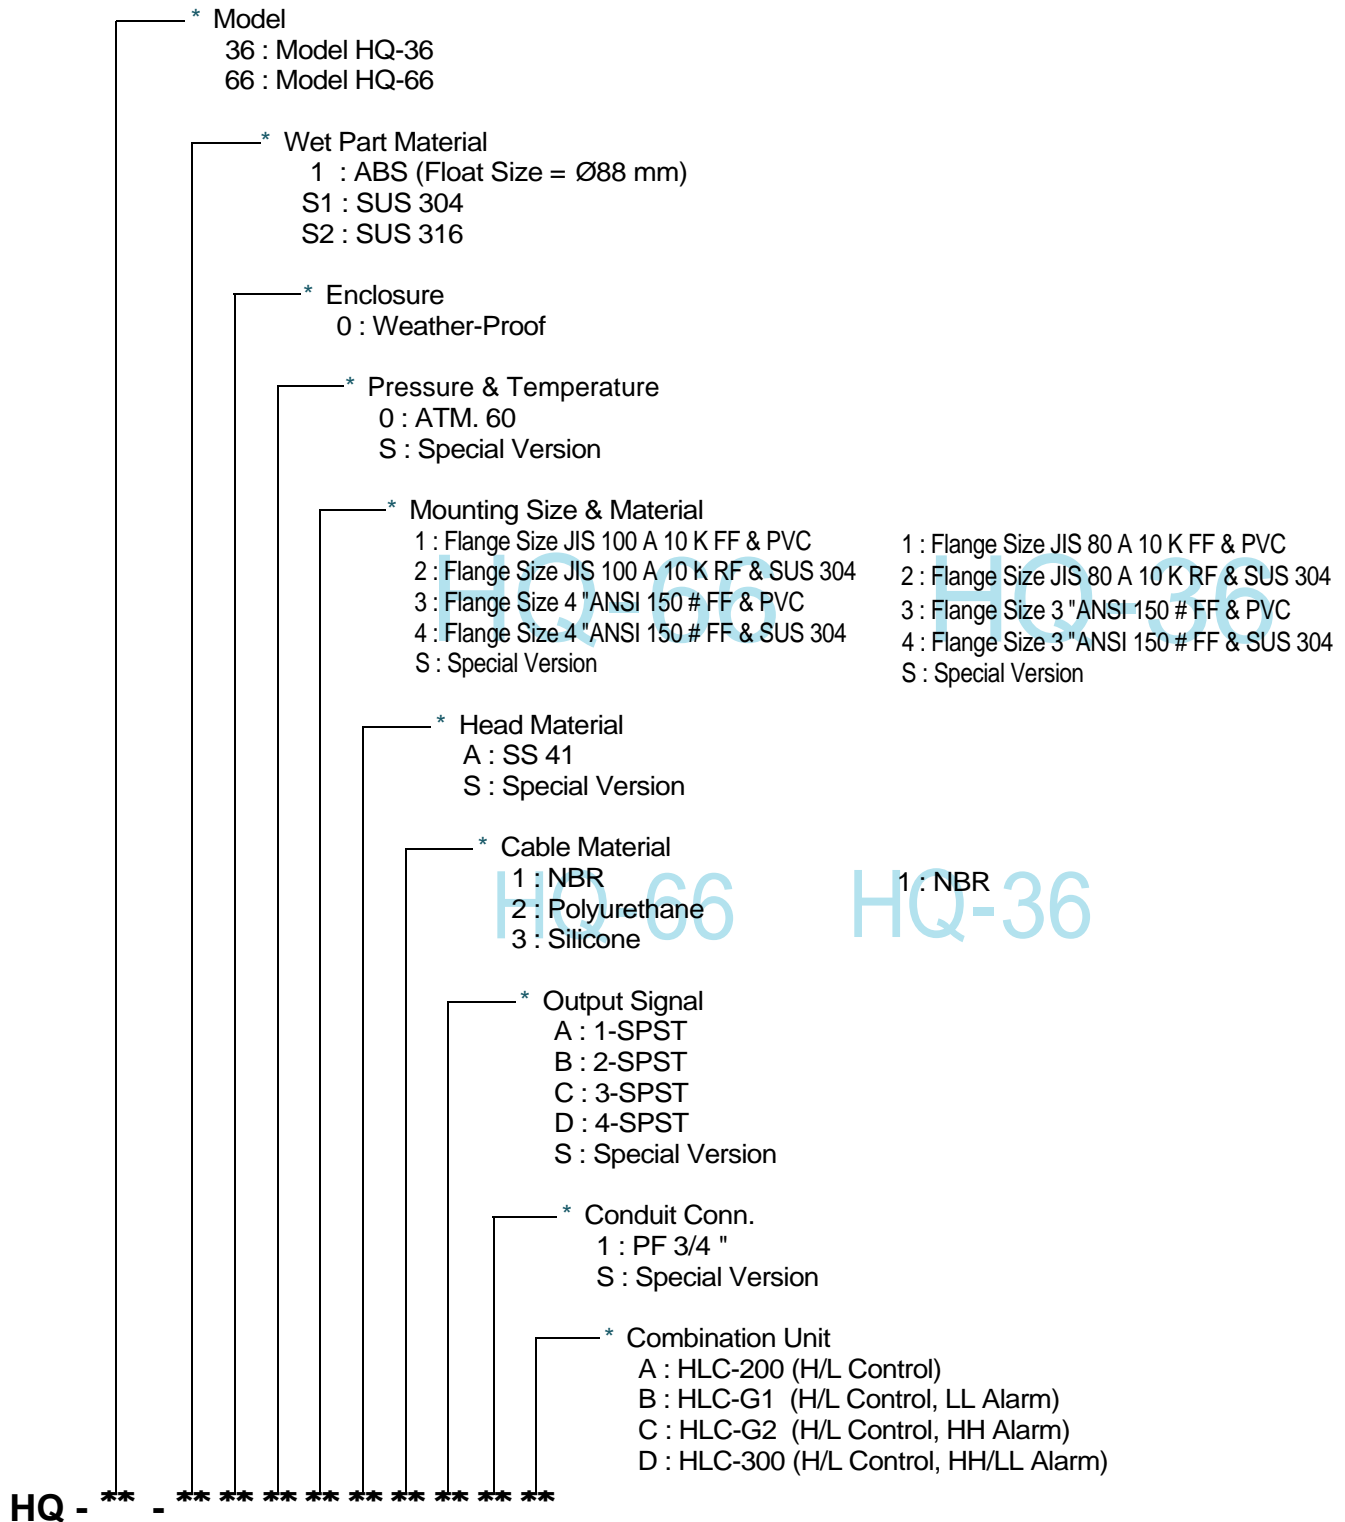 * Model
36 : Model HQ-36
66 : Model HQ-66
* Wet Part Material
1 : ABS (Float Size = Ø88 mm)
S1 : SUS 304
S2 : SUS 316
* Enclosure
0 : Weather-Proof
* Pressure & Temperature
0 : ATM. 60
S : Special Version
* Mounting Size & Material
HQ-66
1 : Flange Size JIS 100 A 10 K FF & PVC
2 : Flange Size JIS 100 A 10 K RF & SUS 304
3 : Flange Size 4 "ANSI 150 # FF & PVC
4 : Flange Size 4 "ANSI 150 # FF & SUS 304
S : Special Version
HQ-36
1 : Flange Size JIS 80 A 10 K FF & PVC
2 : Flange Size JIS 80 A 10 K RF & SUS 304
3 : Flange Size 3 "ANSI 150 # FF & PVC
4 : Flange Size 3 "ANSI 150 # FF & SUS 304
S : Special Version
* Head Material
A : SS 41
S : Special Version
* Cable Material
HQ-66
1 : NBR
2 : Polyurethane
3 : Silicone
HQ-36
1 : NBR
* Output Signal
A : 1-SPST
B : 2-SPST
C : 3-SPST
D : 4-SPST
S : Special Version
* Conduit Conn.
1 : PF 3/4 "
S : Special Version
* Combination Unit
A : HLC-200 (H/L Control)
B : HLC-G1 (H/L Control, LL Alarm)
C : HLC-G2 (H/L Control, HH Alarm)
D : HLC-300 (H/L Control, HH/LL Alarm)
HQ - ** - ** ** ** ** ** ** ** ** **